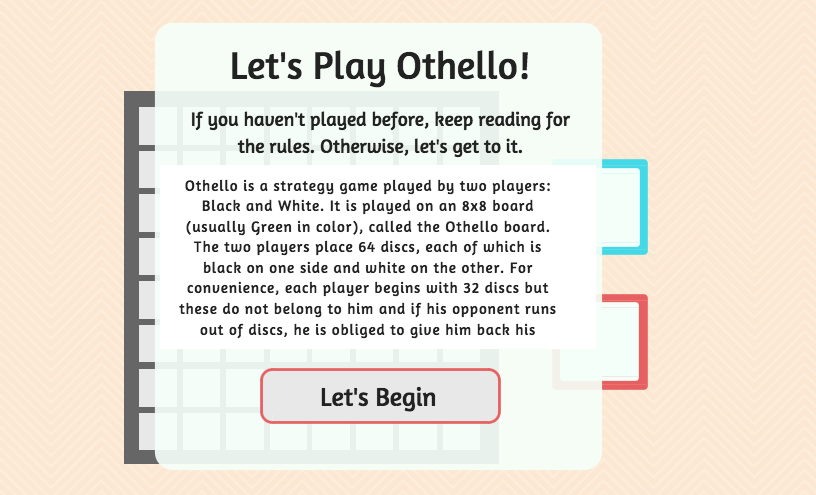 Let's Play Othello!
If you haven't played before, keep reading for
the rules. Otherwise, let's get to it.
Othello is a strategy game played by two players:
Black and White. It is played on an 8x8 board
(usually Green in color), called the Othello board.
The two players place 64 discs, each of which is
black on one side and white on the other. For
convenience, each player begins with 32 discs but
these do not belong to him and if his opponent runs
out of discs, he is obliged to give him back his
Let's Begin